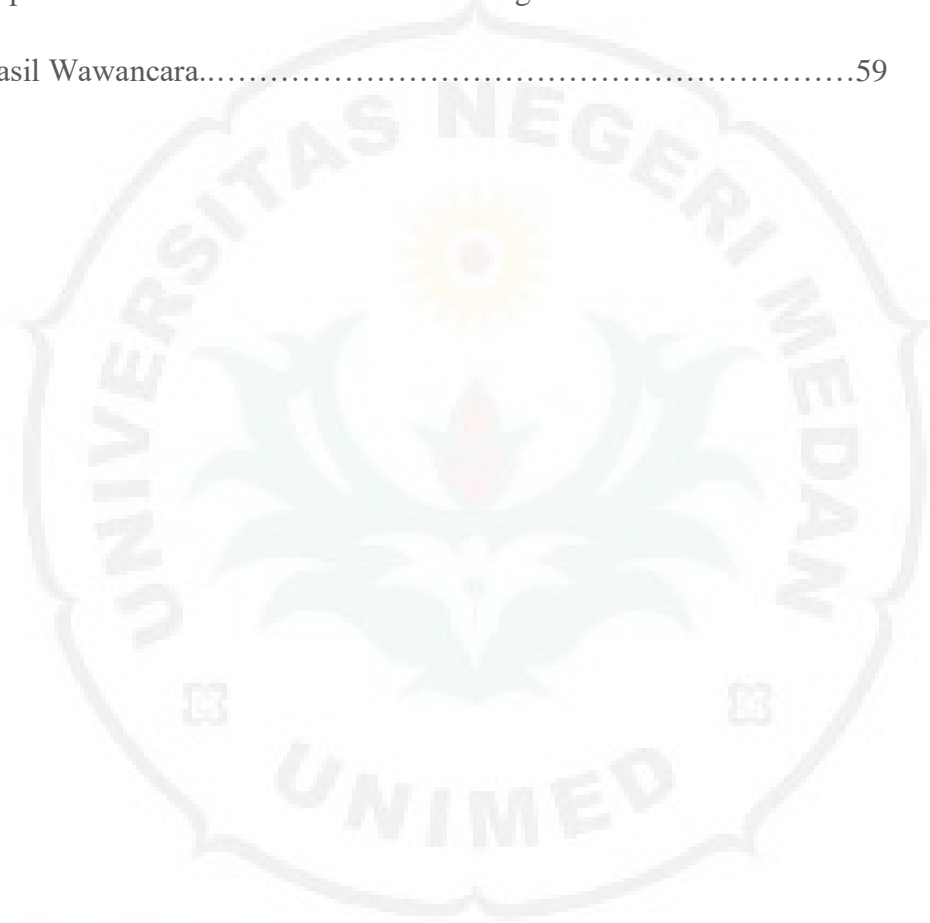 asil Wawancara..……………………………………………………59
UNIVERSITAS NEGERI MEDAN
UNIMED